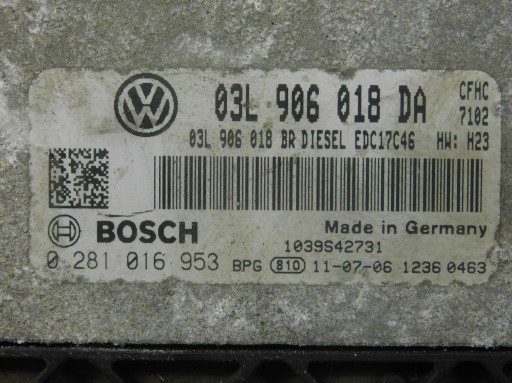 03L 906 018 DA CFHC
7102
03L 906 018 BR DIESEL EDC17C46 HW: H23
BOSCH Made in Germany
1039S42731
0 281 016 953 BPG 810 11-07-06 1236 0463